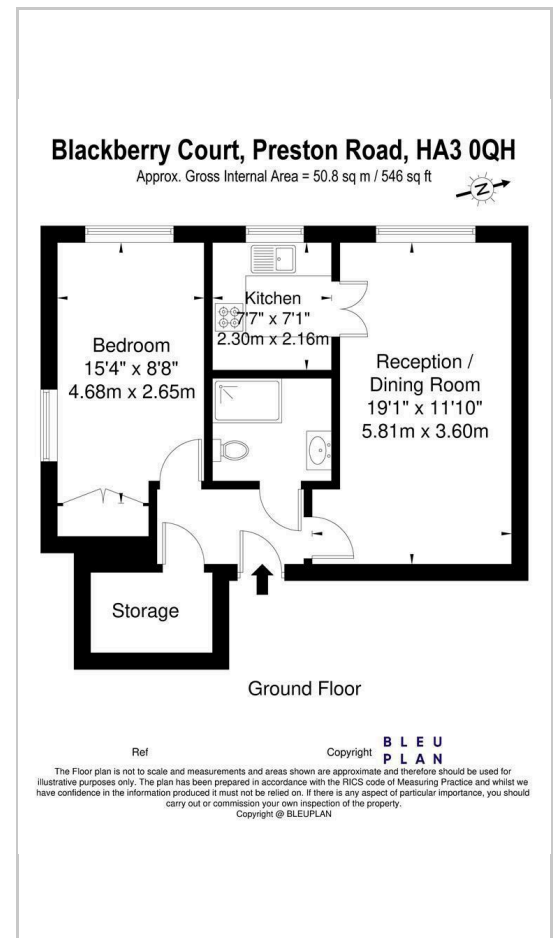 Blackberry Court, Preston Road, HA3 0QH
Approx. Gross Internal Area = 50.8 sq m / 546 sq ft
N
Kitchen
7'7" x 7'1"
2.30m x 2.16m
Bedroom
15'4" x 8'8"
4.68m x 2.65m
Reception /
Dining Room
19'1" x 11'10"
5.81m x 3.60m
Storage
Ground Floor
Ref
Copyright
BLEU
PLAN
The Floor plan is not to scale and measurements and areas shown are approximate and therefore should be used for
illustrative purposes only. The plan has been prepared in accordance with the RICS code of Measuring Practice and whilst we
have confidence in the information produced it must not be relied on. If there is any aspect of particular importance, you should
carry out or commission your own inspection of the property.
Copyright @ BLEUPLAN